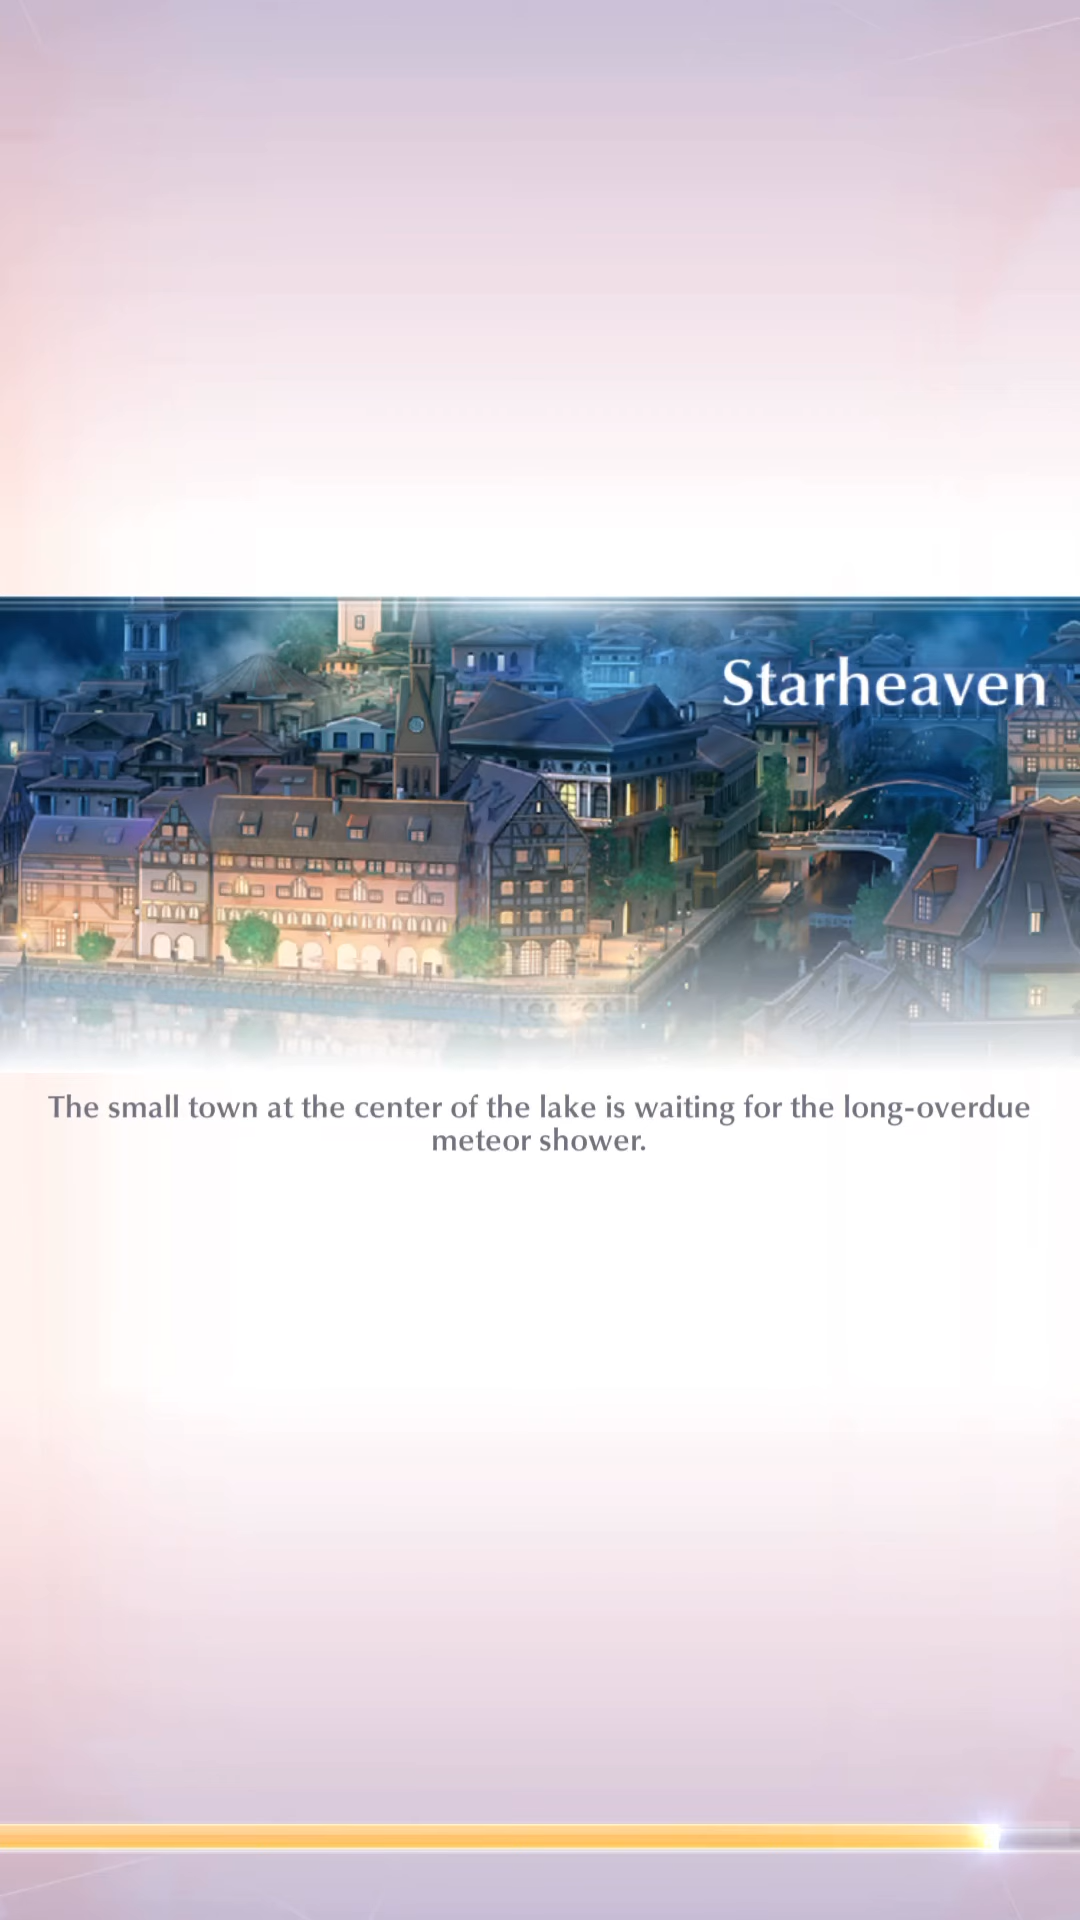 Starheaven
The small town at the center of the lake is waiting for the long-overdue
meteor shower.